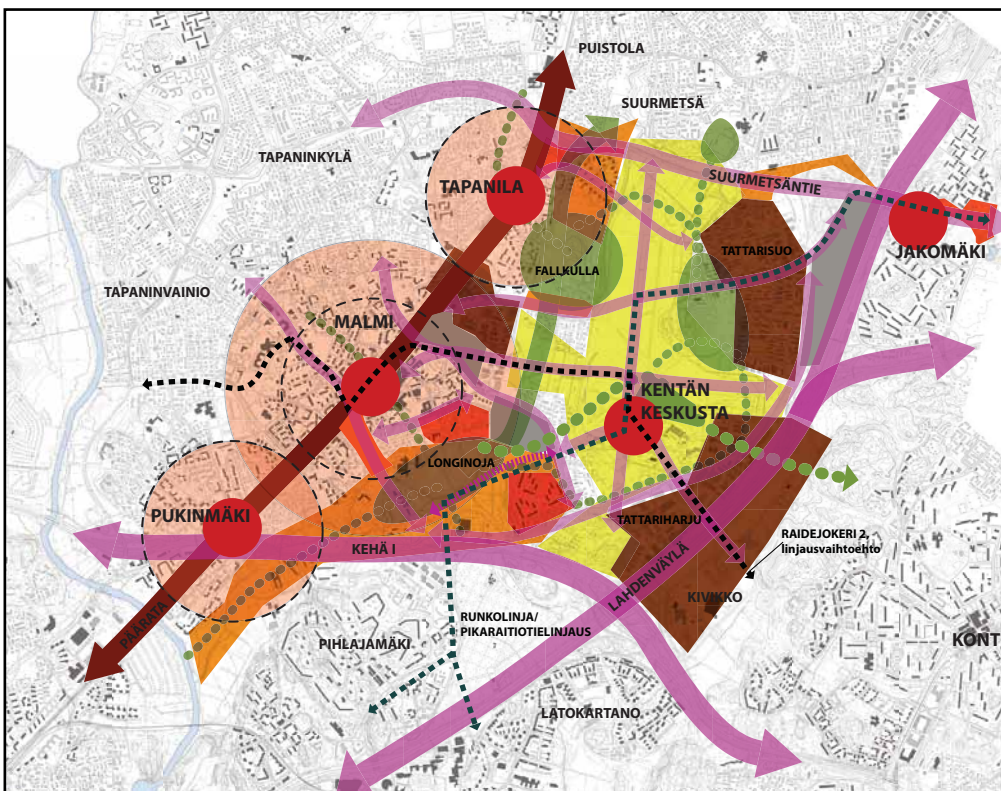 PUISTOLA
SUURMETSÄ
TAPANINKYLÄ
TAPANILA
SUURMETSÄNTIE
JAKOMÄKI
TATTARISUO
FALLKULLA
TAPANINVAINIO
MALMI
KENTÄN
KESKUSTA
LONGINOJA
PUKINMÄKI
TATTARIHARJU
KEHÄ I
RAIDEJOKERI 2,
linjausvaihtoehto
LAHDENVÄYLÄ
KIVIKKO
PÄÄRATA
RUNKOLINJA/
PIKARAITIOTIELINJAUS
PIHLAJAMÄKI
KONT
LATOKARTANO